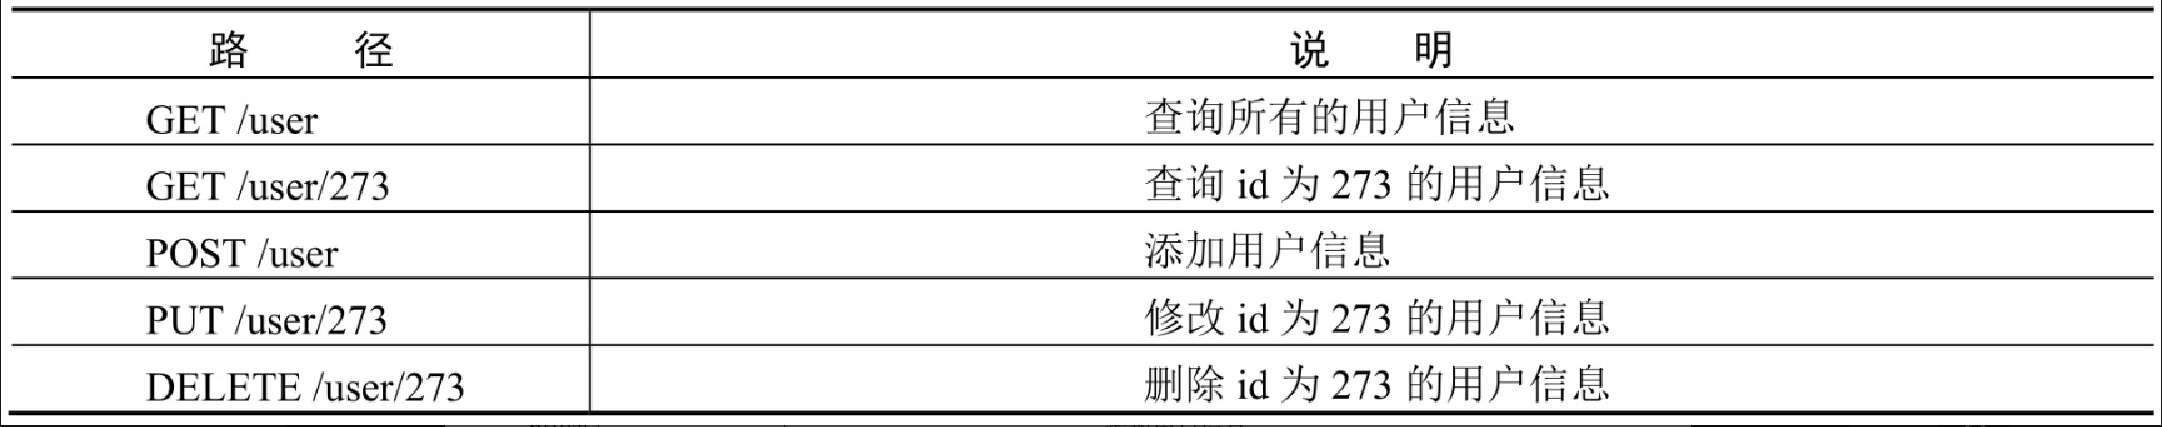 路 径 说 明
GET /user 查询所有的用户信息
GET /user/273 查询 id 为 273 的用户信息
POST /user 添加用户信息
PUT /user/273 修改 id 为 273 的用户信息
DELETE /user/273 删除 id 为 273 的用户信息